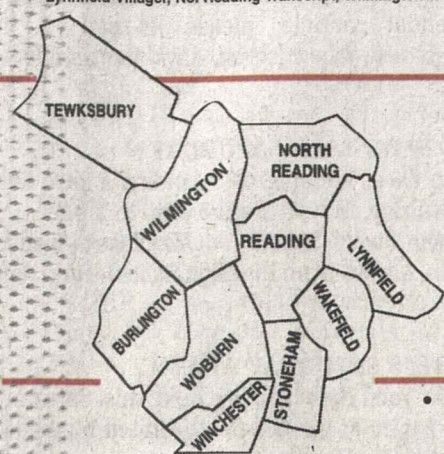 TEWKSBURY
NORTH
READING
WILMINGTON
READING
LYNNFIELD
BURLINGTON
WAKEFIELD
WOBURN
STONEHAM
WINCHESTER